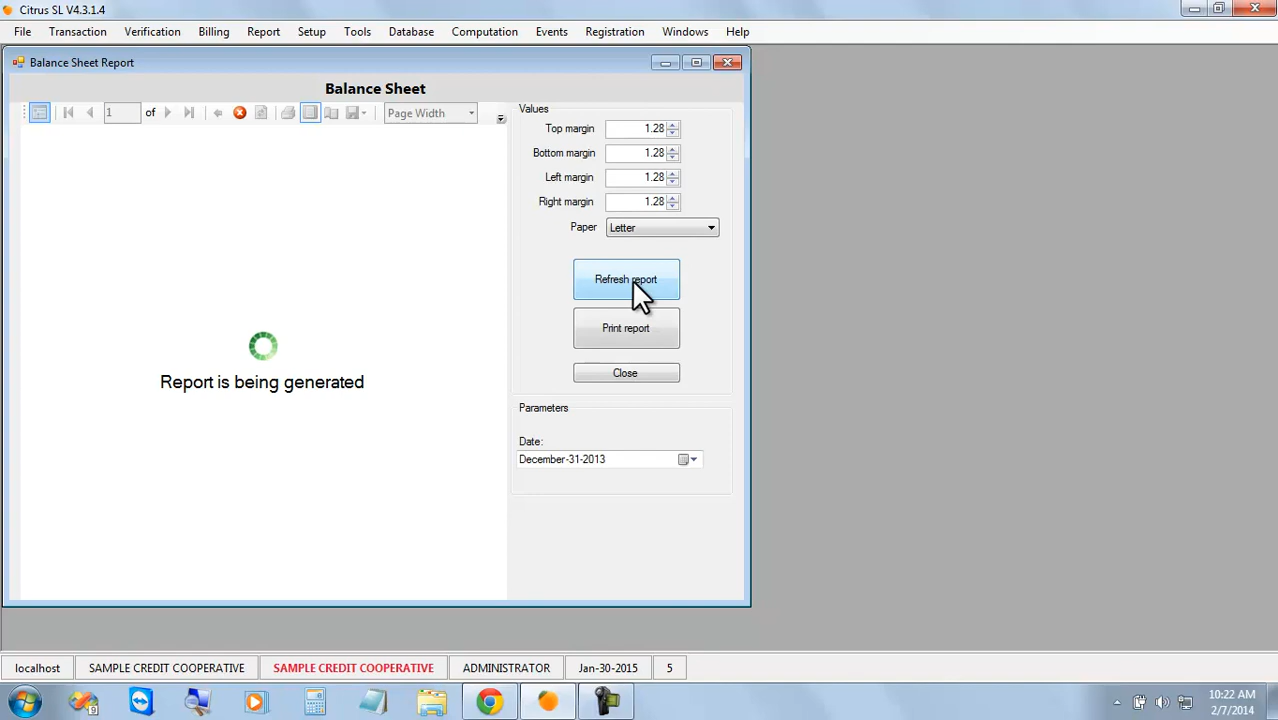 Citrus SL V4.3.1.4
File Transaction Verification Billing Report Setup Tools Database Computation Events Registration Windows Help
Balance Sheet Report
Balance Sheet
1 of Page Width
Values
Top margin 1.28
Bottom margin 1.28
Left margin 1.28
Right margin 1.28
Paper Letter
Refresh report
Print report
Close
Report is being generated
Parameters
Date:
December-31-2013
localhost SAMPLE CREDIT COOPERATIVE SAMPLE CREDIT COOPERATIVE ADMINISTRATOR Jan-30-2015 5
10:22 AM
2/7/2014